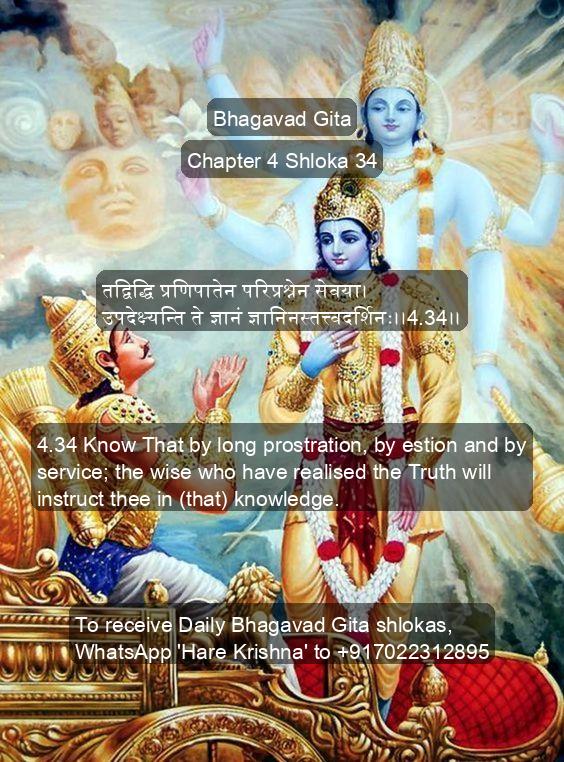 Bhagavad Gita
Chapter 4 Shloka 34
तद्विद्धि प्रणिपातेन परिप्रश्नेन सेवया।
उपदेक्ष्यन्ति ते ज्ञानं ज्ञानिनस्तत्त्वदर्शिनः।।4.34।।
4.34 Know That by long prostration, by estion and by
service; the wise who have realised the Truth will
instruct thee in (that) knowledge.
To receive Daily Bhagavad Gita shlokas,
WhatsApp 'Hare Krishna' to +917022312895